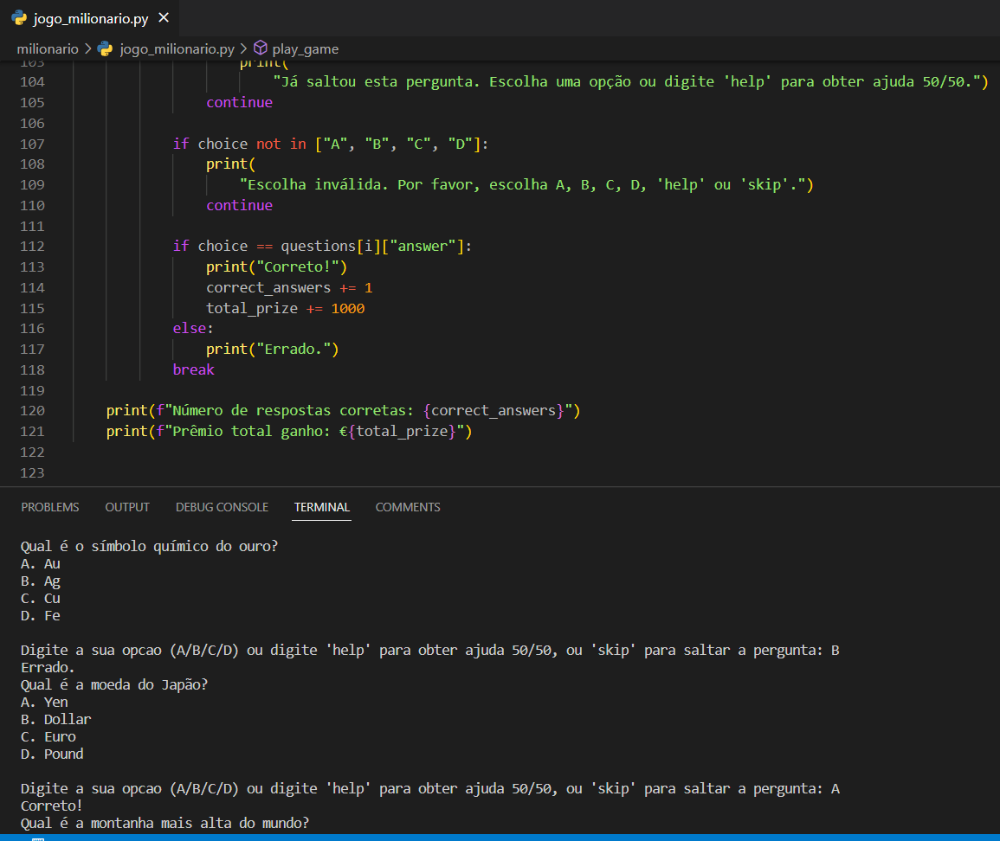 jogo_milionario.py ✕
milionario > jogo_milionario.py > play_game
103 print(
104 "Já saltou esta pergunta. Escolha uma opção ou digite 'help' para obter ajuda 50/50.")
105 continue
106
107 if choice not in ["A", "B", "C", "D"]:
108 print(
109 "Escolha inválida. Por favor, escolha A, B, C, D, 'help' ou 'skip'.")
110 continue
111
112 if choice == questions[i]["answer"]:
113 print("Correto!")
114 correct_answers += 1
115 total_prize += 1000
116 else:
117 print("Errado.")
118 break
119
120 print(f"Número de respostas corretas: {correct_answers}")
121 print(f"Prêmio total ganho: €{total_prize}")
122
123
PROBLEMS OUTPUT DEBUG CONSOLE TERMINAL COMMENTS
Qual é o símbolo químico do ouro?
A. Au
B. Ag
C. Cu
D. Fe
Digite a sua opcao (A/B/C/D) ou digite 'help' para obter ajuda 50/50, ou 'skip' para saltar a pergunta: B
Errado.
Qual é a moeda do Japão?
A. Yen
B. Dollar
C. Euro
D. Pound
Digite a sua opcao (A/B/C/D) ou digite 'help' para obter ajuda 50/50, ou 'skip' para saltar a pergunta: A
Correto!
Qual é a montanha mais alta do mundo?